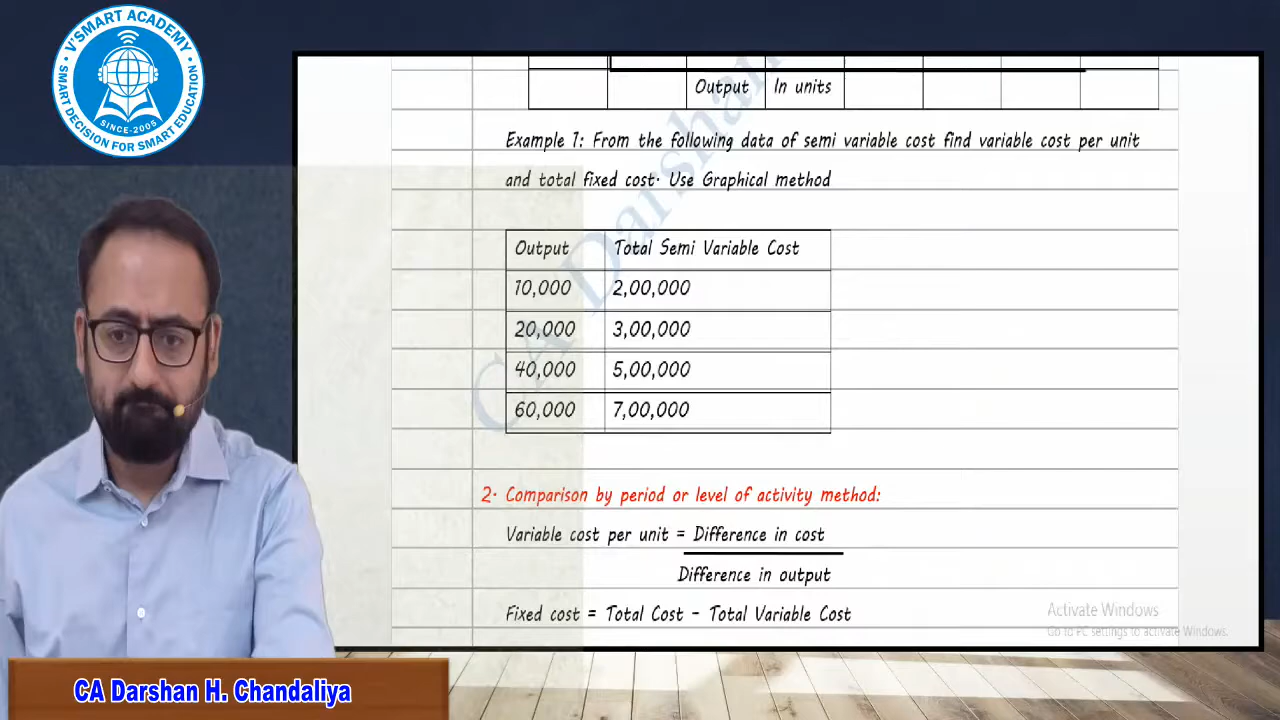 V'SMART ACADEMY
SMART DECISION FOR SMART EDUCATION
SINCE-2005
Output In units
Example 1: From the following data of semi variable cost find variable cost per unit
and total fixed cost. Use Graphical method
Output Total Semi Variable Cost
10,000 2,00,000
20,000 3,00,000
40,000 5,00,000
60,000 7,00,000
CA Darshan
2. Comparison by period or level of activity method:
Variable cost per unit = Difference in cost
Difference in output
Fixed cost = Total Cost - Total Variable Cost
Activate Windows
Go to PC settings to activate Windows.
CA Darshan H. Chandaliya